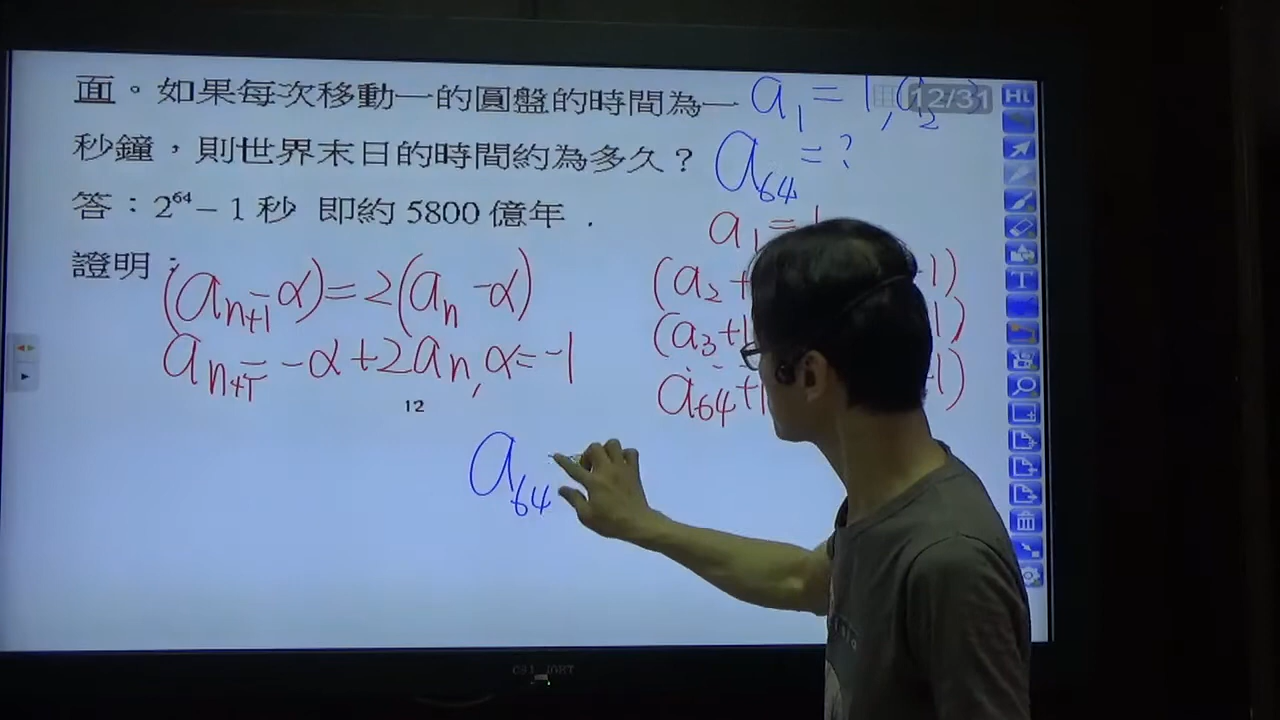 面。如果每次移動一的圓盤的時間為一
a₁ = 1, a₂
12/31
秒鐘，則世界末日的時間約為多久？
a₆₄ = ?
答：2⁶⁴ − 1 秒 即約 5800 億年．
a₁ =
證明：
(aₙ₊₁ − α) = 2(aₙ − α)
(a₂ + 1)
(a₃ + 1)
aₙ₊₁ = −α + 2aₙ, α = −1
a₆₄ + 1)
12
a₆₄